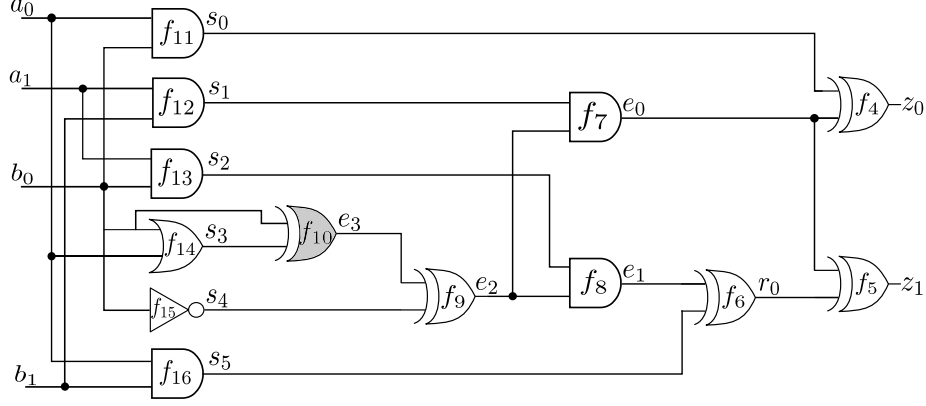 a₀ f₁₁ s₀
a₁ f₁₂ s₁ f₇ e₀ f₄ z₀
b₀ f₁₃ s₂
f₁₄ s₃ f₁₀ e₃
f₁₅ s₄ f₉ e₂ f₈ e₁ f₆ r₀ f₅ z₁
b₁ f₁₆ s₅